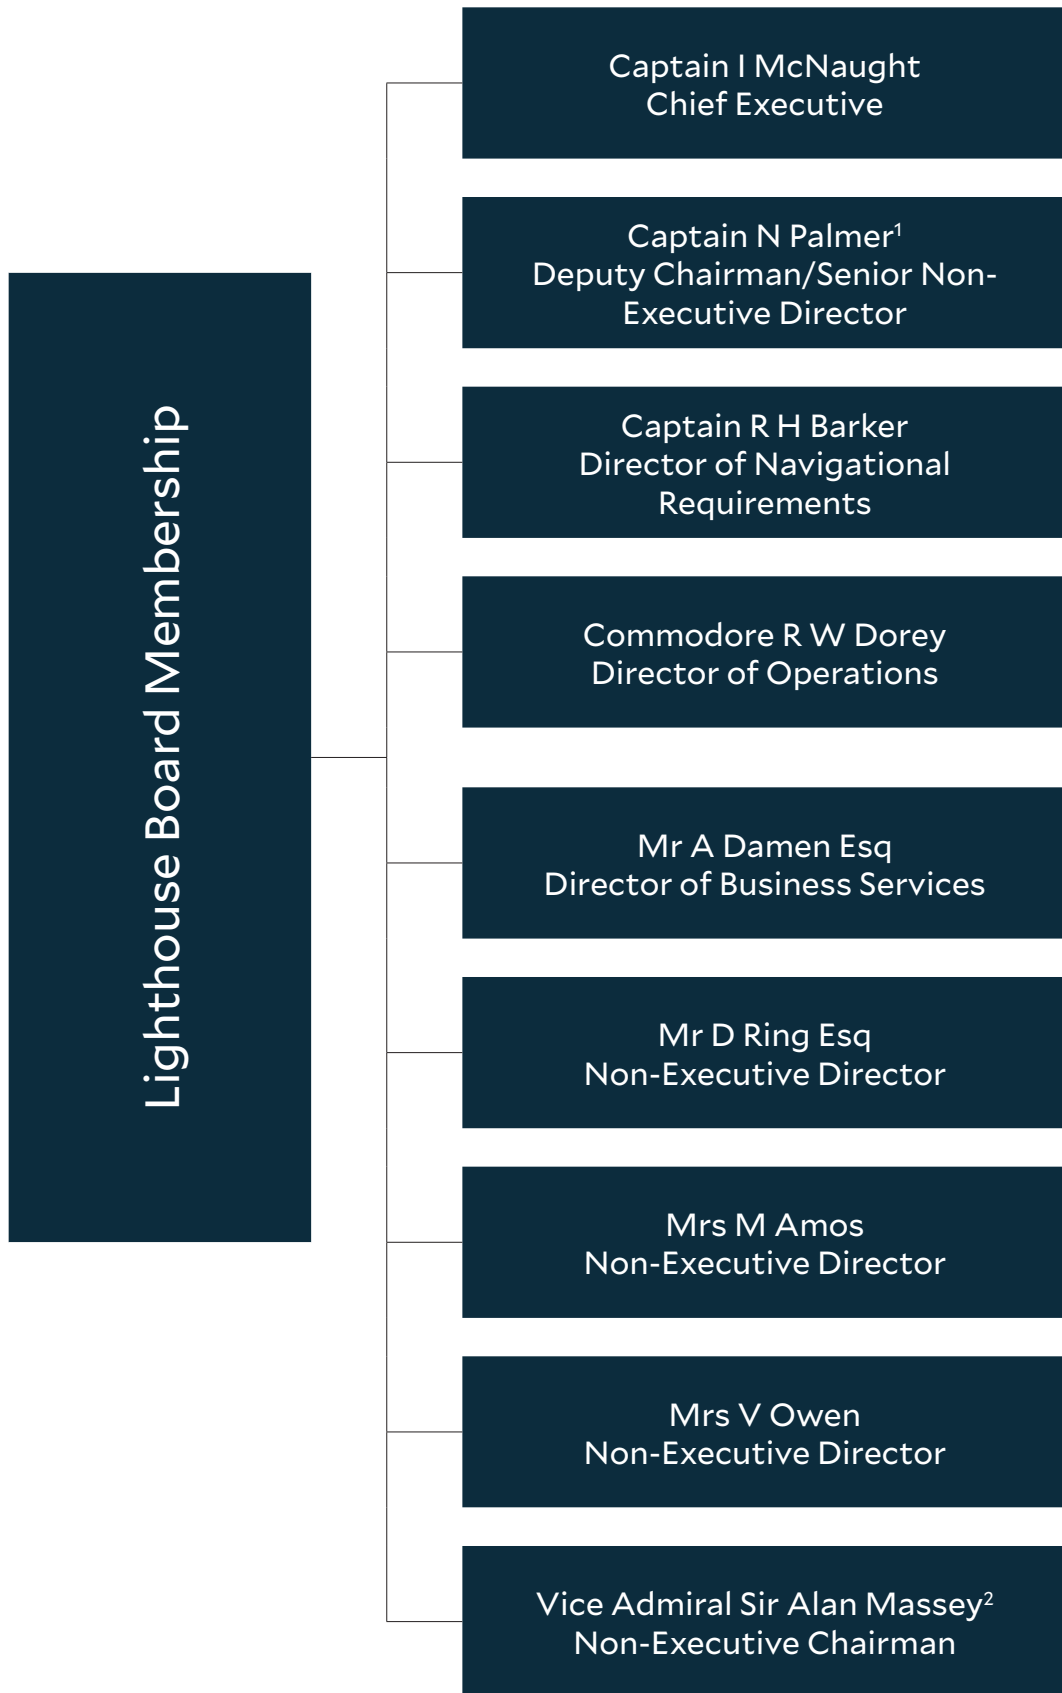 Lighthouse Board Membership
Captain I McNaught
Chief Executive
Captain N Palmer¹
Deputy Chairman/Senior Non-
Executive Director
Captain R H Barker
Director of Navigational
Requirements
Commodore R W Dorey
Director of Operations
Mr A Damen Esq
Director of Business Services
Mr D Ring Esq
Non-Executive Director
Mrs M Amos
Non-Executive Director
Mrs V Owen
Non-Executive Director
Vice Admiral Sir Alan Massey²
Non-Executive Chairman